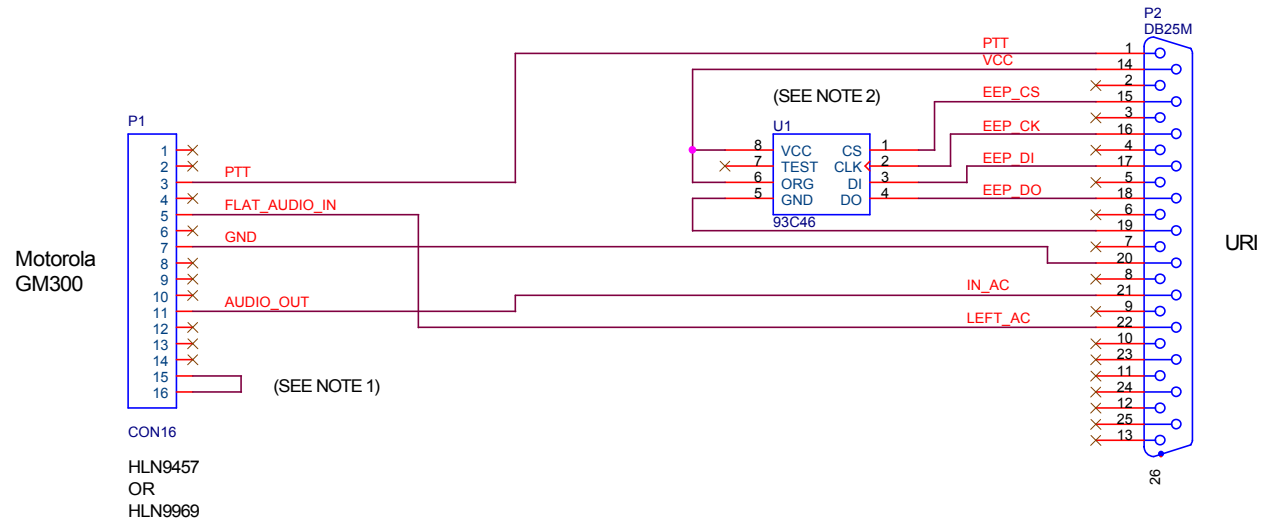 P2
DB25M
PTT
VCC
EEP_CS
EEP_CK
EEP_DI
EEP_DO
IN_AC
LEFT_AC
1
14
2
15
3
16
4
17
5
18
6
19
7
20
8
21
9
22
10
23
11
24
12
25
13
26
URI
(SEE NOTE 2)
U1
8 VCC CS 1
7 TEST CLK 2
6 ORG DI 3
5 GND DO 4
93C46
P1
1
2
3
4
5
6
7
8
9
10
11
12
13
14
15
16
PTT
FLAT_AUDIO_IN
GND
AUDIO_OUT
(SEE NOTE 1)
Motorola
GM300
CON16
HLN9457
OR
HLN9969